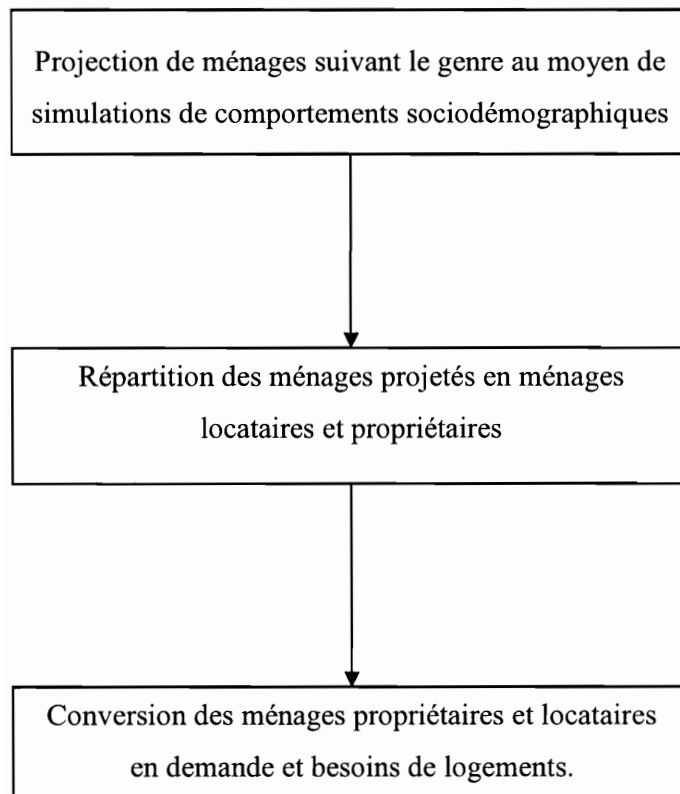 Projection de ménages suivant le genre au moyen de
simulations de comportements sociodémographiques
Répartition des ménages projetés en ménages
locataires et propriétaires
Conversion des ménages propriétaires et locataires
en demande et besoins de logements.